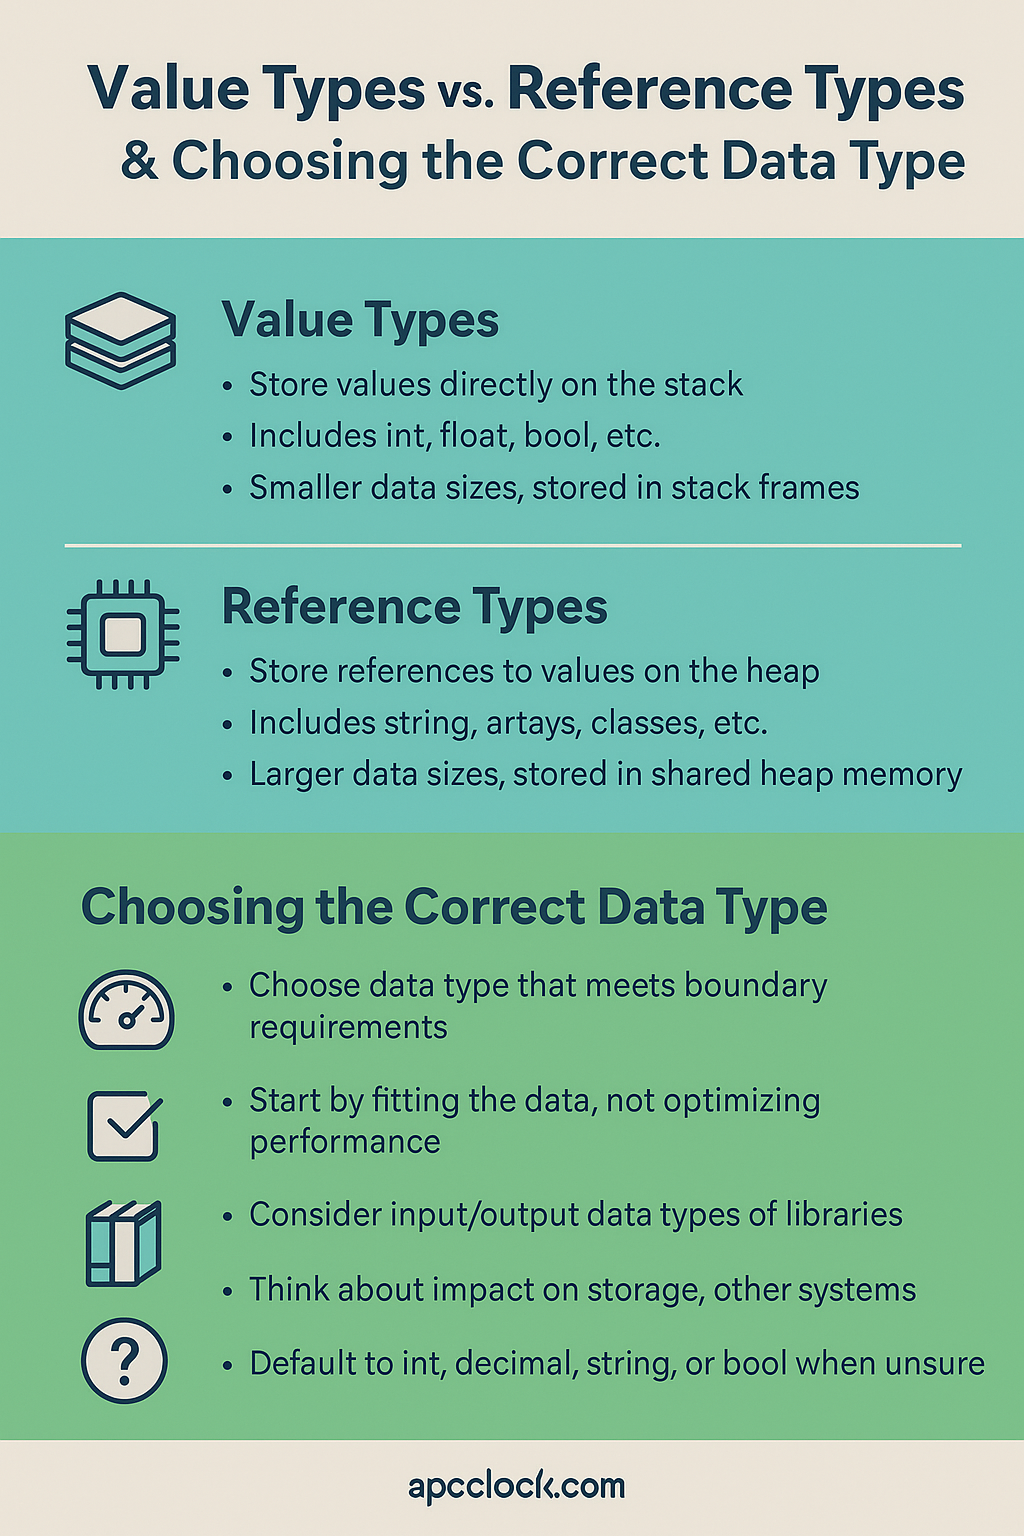 Value Types vs. Reference Types
& Choosing the Correct Data Type
Value Types
• Store values directly on the stack
• Includes int, float, bool, etc.
• Smaller data sizes, stored in stack frames
Reference Types
• Store references to values on the heap
• Includes string, artays, classes, etc.
• Larger data sizes, stored in shared heap memory
Choosing the Correct Data Type
• Choose data type that meets boundary
requirements
• Start by fitting the data, not optimizing
performance
• Consider input/output data types of libraries
• Think about impact on storage, other systems
? • Default to int, decimal, string, or bool when unsure
apcclock.com